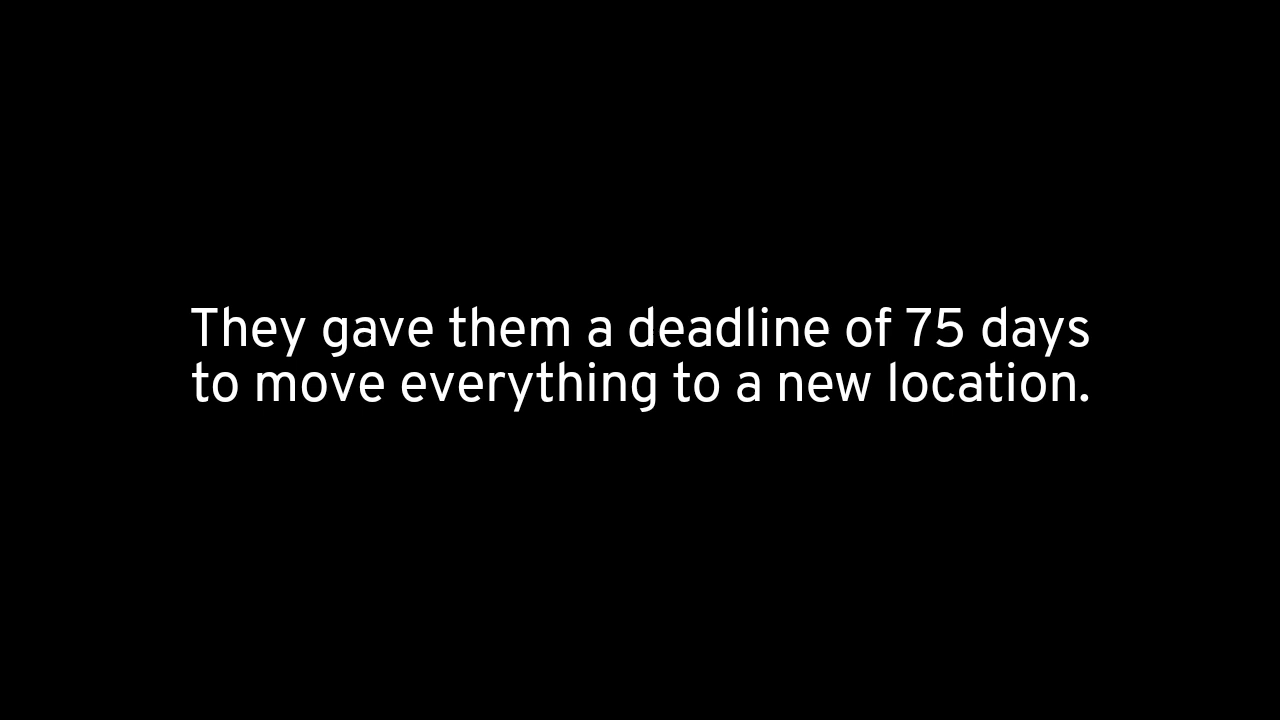 They gave them a deadline of 75 days
to move everything to a new location.